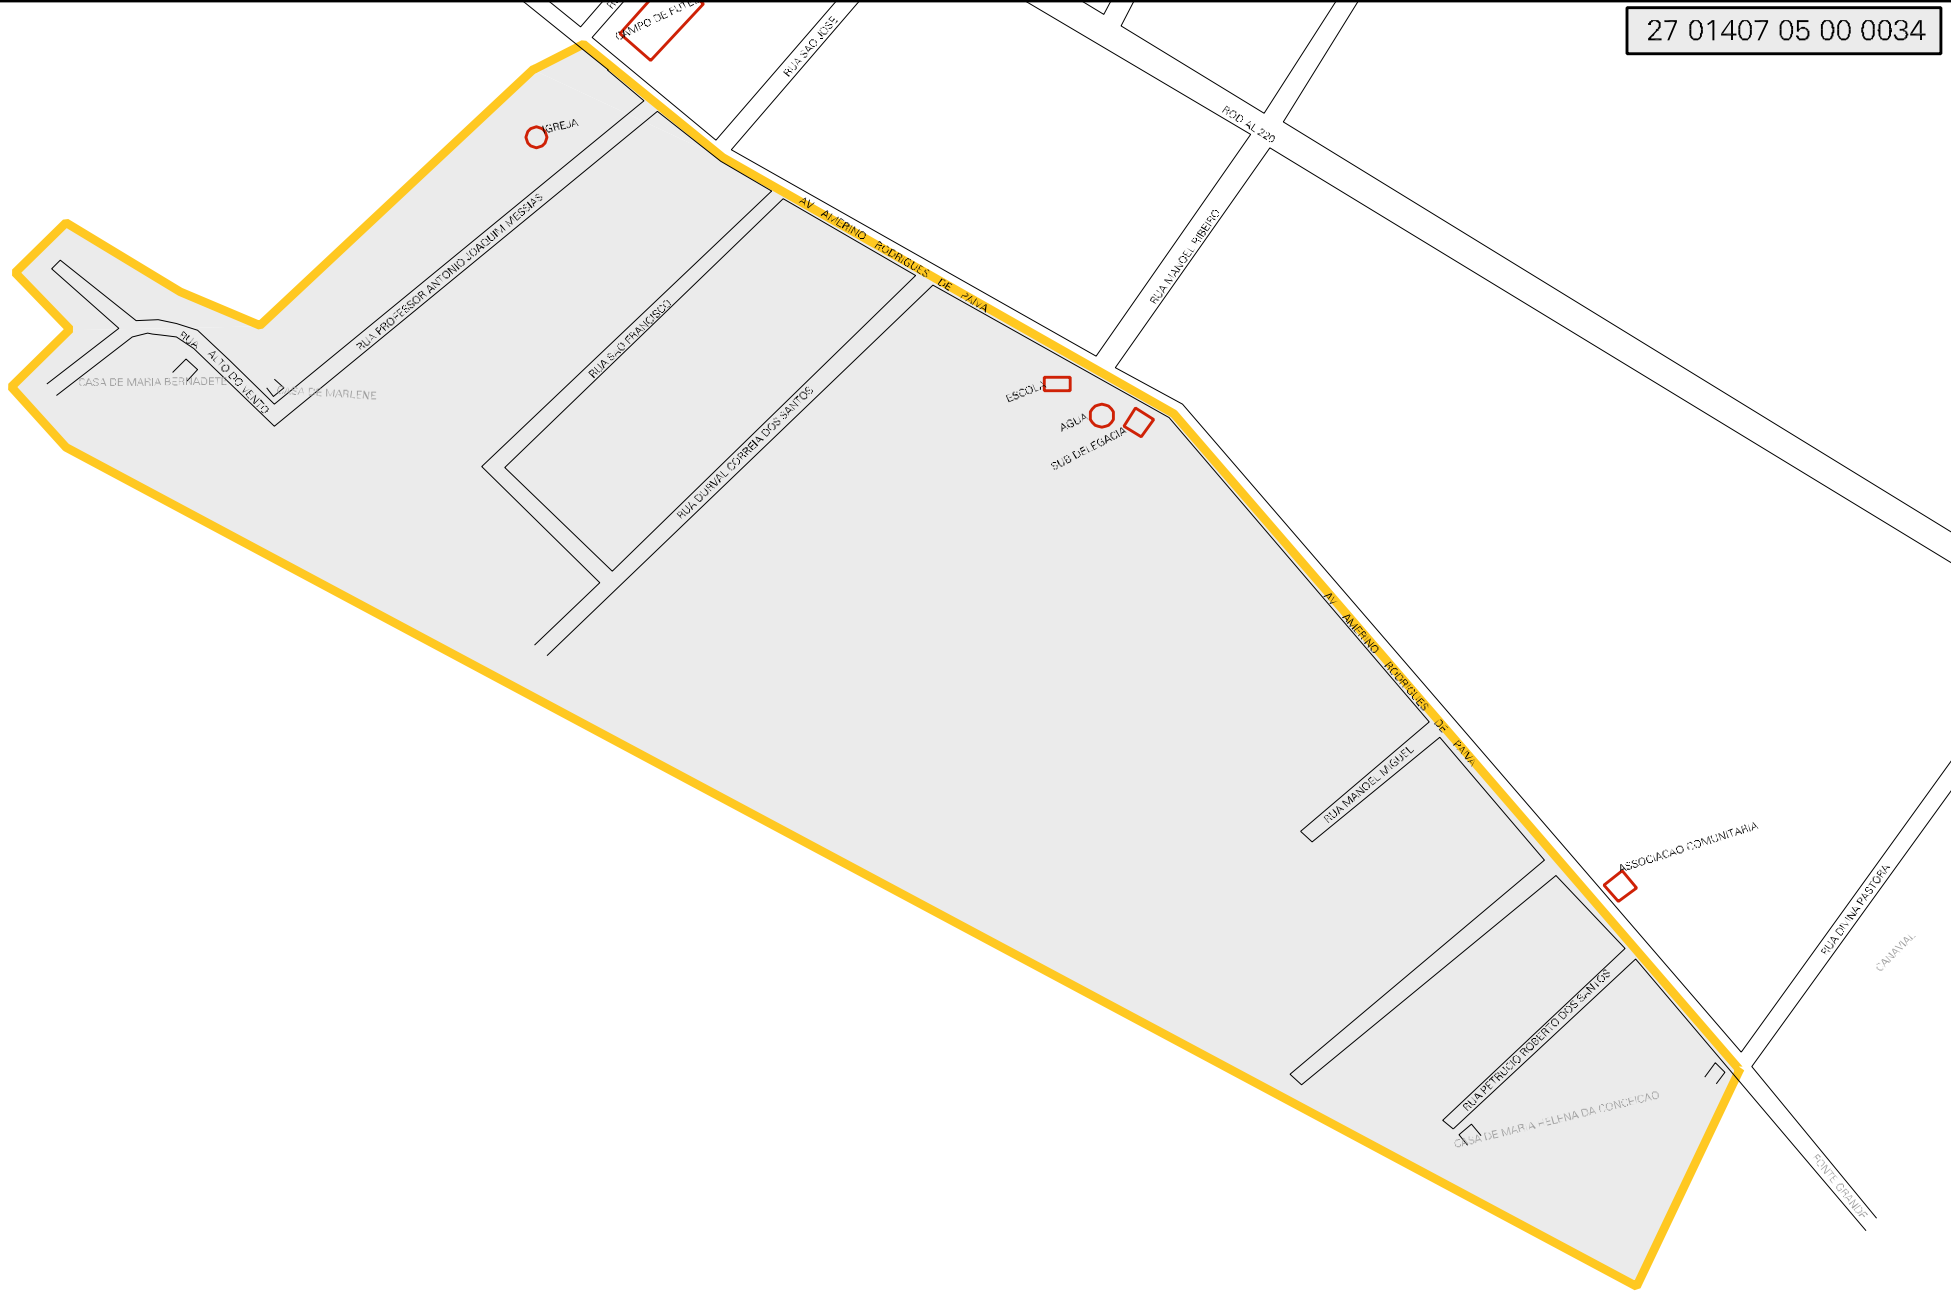 27 01407 05 00 0034
CAMPO DE
RUA SAO JOSE
ROD AL 220
IGREJA
RUA PROFESSOR ANTONIO JOAQUIM MESSIAS
AV AMERINO RODRIGUES DE PAIVA
RUA MANOEL RIBEIRO
RUA SAO FRANCISCO
RUA ALTO DO VENTO
CASA DE MARIA BERNADETE
CASA DE MARLENE
ESCOLA
AGUA
SUB DELEGACIA
RUA DURVAL CORREIA DOS SANTOS
AV AMERINO RODRIGUES DE PAIVA
RUA MANOEL MIGUEL
ASSOCIACAO COMUNITARIA
RUA DIVINA PASTORA
CANAVIAL
RUA PETRUCIO ROBERTO DOS SANTOS
CASA DE MARIA HELENA DA CONCEICAO
FONTE GRANDE